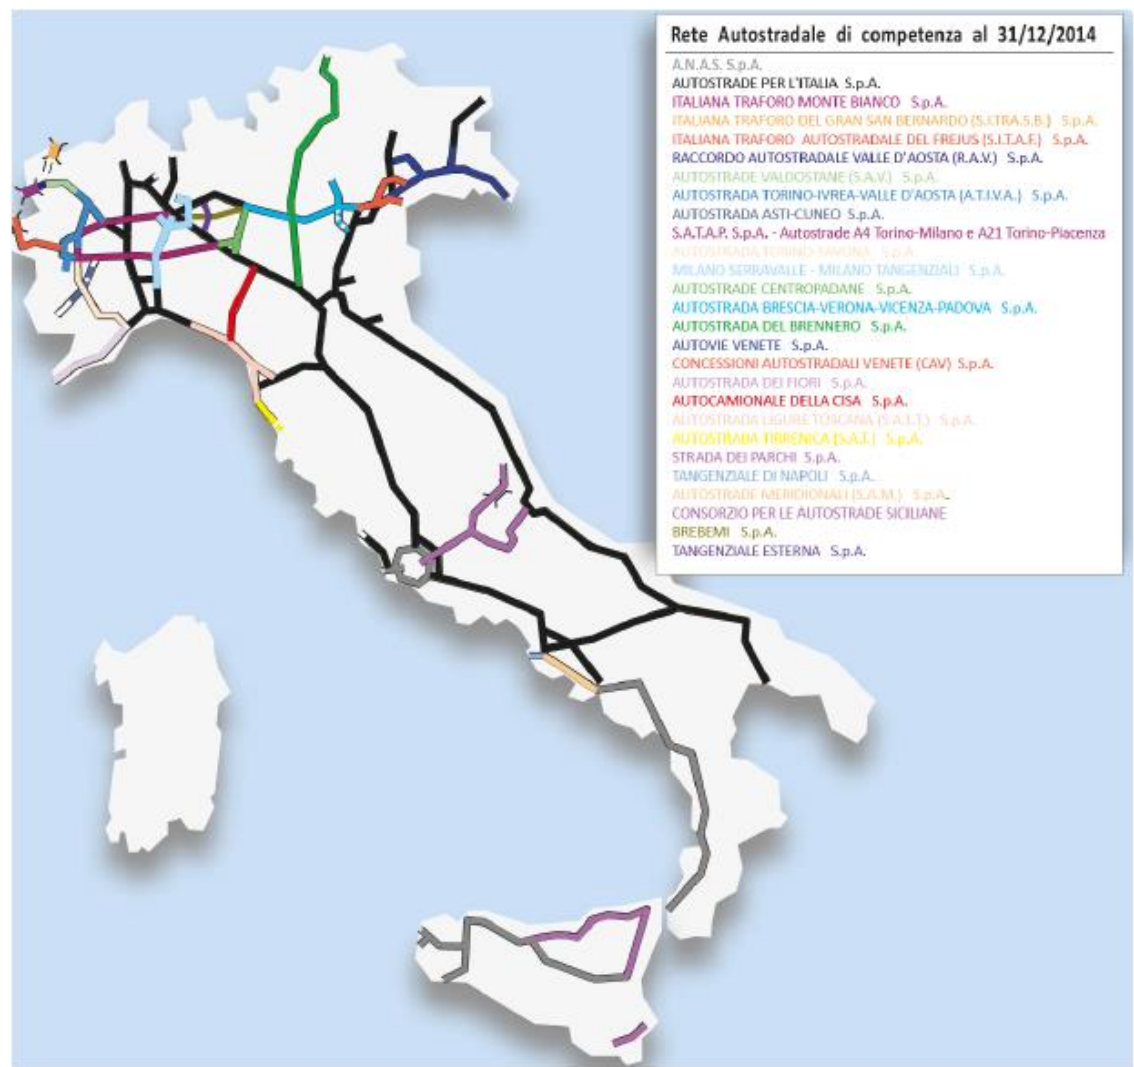 Rete Autostradale di competenza al 31/12/2014
A.N.A.S. S.p.A.
AUTOSTRADE PER L'ITALIA S.p.A.
ITALIANA TRAFORO MONTE BIANCO S.p.A.
ITALIANA TRAFORO DEL GRAN SAN BERNARDO (S.I.TRA.S.B.) S.p.A.
ITALIANA TRAFORO AUTOSTRADALE DEL FREJUS (S.I.T.A.F.) S.p.A.
RACCORDO AUTOSTRADALE VALLE D'AOSTA (R.A.V.) S.p.A.
AUTOSTRADE VALDOSTANE (S.A.V.) S.p.A.
AUTOSTRADA TORINO-IVREA-VALLE D'AOSTA (A.T.I.V.A.) S.p.A.
AUTOSTRADA ASTI-CUNEO S.p.A.
S.A.T.A.P. S.p.A. - Autostrade A4 Torino-Milano e A21 Torino-Piacenza
AUTOSTRADA TORINO-SAVONA S.p.A.
MILANO SERRAVALLE - MILANO TANGENZIALI S.p.A.
AUTOSTRADE CENTROPADANE S.p.A.
AUTOSTRADA BRESCIA-VERONA-VICENZA-PADOVA S.p.A.
AUTOSTRADA DEL BRENNERO S.p.A.
AUTOVIE VENETE S.p.A.
CONCESSIONI AUTOSTRADALI VENETE (CAV) S.p.A.
AUTOSTRADA DEI FIORI S.p.A.
AUTOCAMIONALE DELLA CISA S.p.A.
AUTOSTRADA LIGURE TOSCANA (S.A.L.T.) S.p.A.
AUTOSTRADA TIRRENICA (S.A.T.) S.p.A.
STRADA DEI PARCHI S.p.A.
TANGENZIALE DI NAPOLI S.p.A.
AUTOSTRADE MERIDIONALI (S.A.M.) S.p.A.
CONSORZIO PER LE AUTOSTRADE SICILIANE
BREBEMI S.p.A.
TANGENZIALE ESTERNA S.p.A.